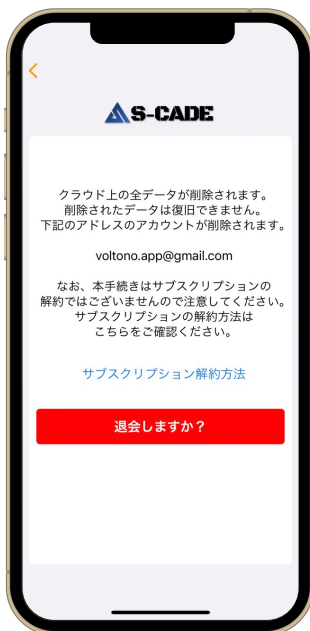 S-CADE
クラウド上の全データが削除されます。
削除されたデータは復旧できません。
下記のアドレスのアカウントが削除されます。
voltono.app@gmail.com
なお、本手続きはサブスクリプションの
解約ではございませんので注意してください。
サブスクリプションの解約方法は
こちらをご確認ください。
サブスクリプション解約方法
退会しますか？